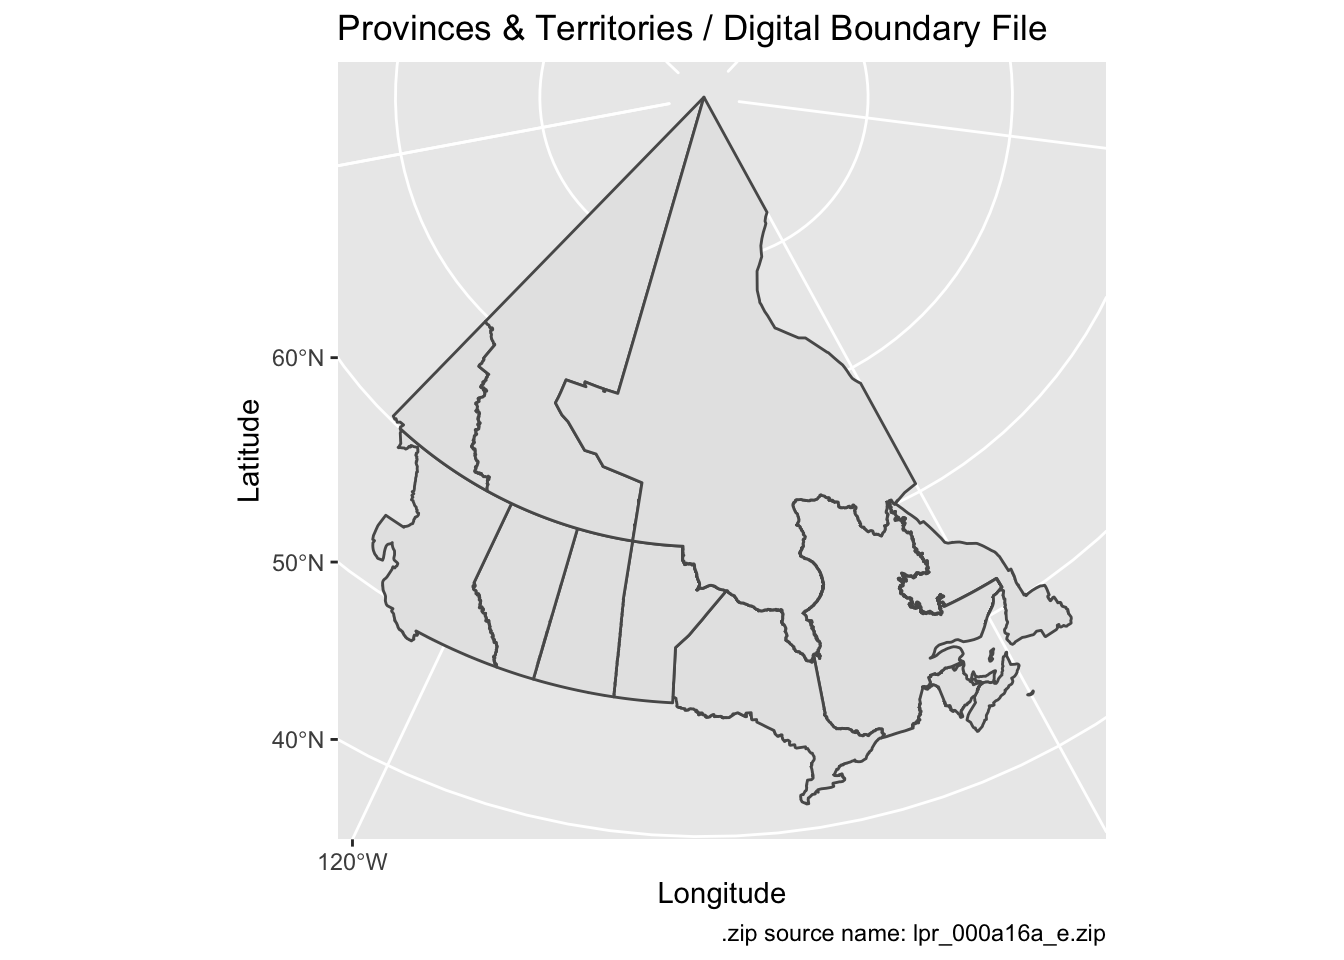 Provinces & Territories / Digital Boundary File
60°N
Latitude
50°N
40°N
120°W
Longitude
.zip source name: lpr_000a16a_e.zip